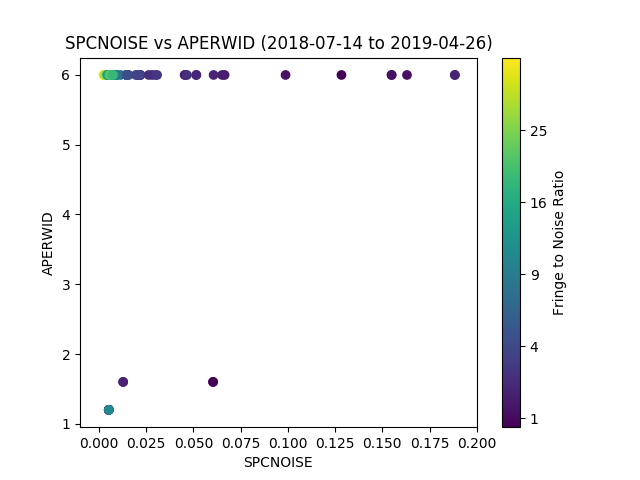 SPCNOISE vs APERWID (2018-07-14 to 2019-04-26)
APERWID
6
5
4
3
2
1
0.000 0.025 0.050 0.075 0.100 0.125 0.150 0.175 0.200
SPCNOISE
25
16
9
4
1
Fringe to Noise Ratio